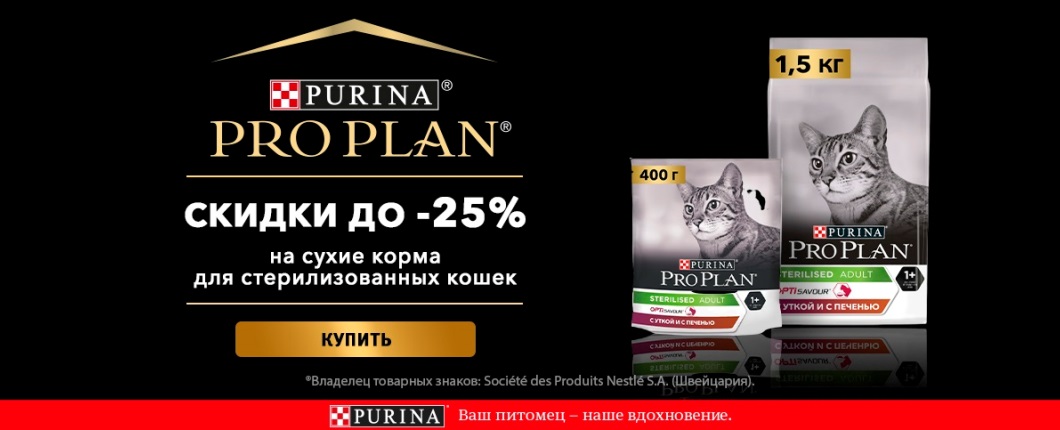 PURINA®
PRO PLAN®
СКИДКИ ДО -25%
на сухие корма
для стерилизованных кошек
КУПИТЬ
1,5 кг
PURINA
PRO PLAN
STERILISED ADULT
1+
OPTISAVOUR
С УТКОЙ И С ПЕЧЕНЬЮ
400 г
PURINA
PRO PLAN
STERILISED ADULT
1+
OPTISAVOUR
С УТКОЙ И С ПЕЧЕНЬЮ
®Владелец товарных знаков: Société des Produits Nestlé S.A. (Швейцария).
PURINA Ваш питомец – наше вдохновение.